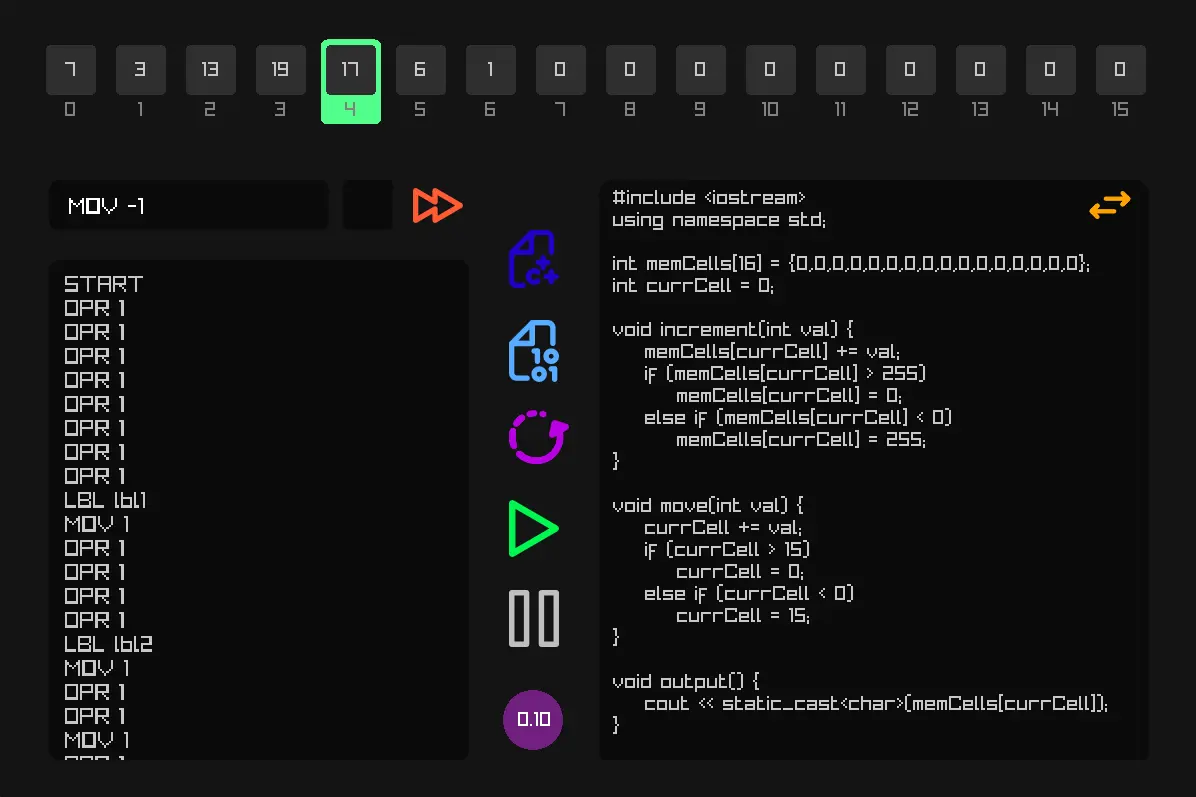 7 3 13 19 17 6 1 0 0 0 0 0 0 0 0 0
0 1 2 3 4 5 6 7 8 9 10 11 12 13 14 15
MOV -1
START
OPR 1
OPR 1
OPR 1
OPR 1
OPR 1
OPR 1
OPR 1
OPR 1
LBL lbl1
MOV 1
OPR 1
OPR 1
OPR 1
OPR 1
LBL lbl2
MOV 1
OPR 1
OPR 1
MOV 1
OPR 1
C++
10
01
0.10
#include <iostream>
using namespace std;
int memCells[16] = {0,0,0,0,0,0,0,0,0,0,0,0,0,0,0,0};
int currCell = 0;
void increment(int val) {
memCells[currCell] += val;
if (memCells[currCell] > 255)
memCells[currCell] = 0;
else if (memCells[currCell] < 0)
memCells[currCell] = 255;
}
void move(int val) {
currCell += val;
if (currCell > 15)
currCell = 0;
else if (currCell < 0)
currCell = 15;
}
void output() {
cout << static_cast<char>(memCells[currCell]);
}